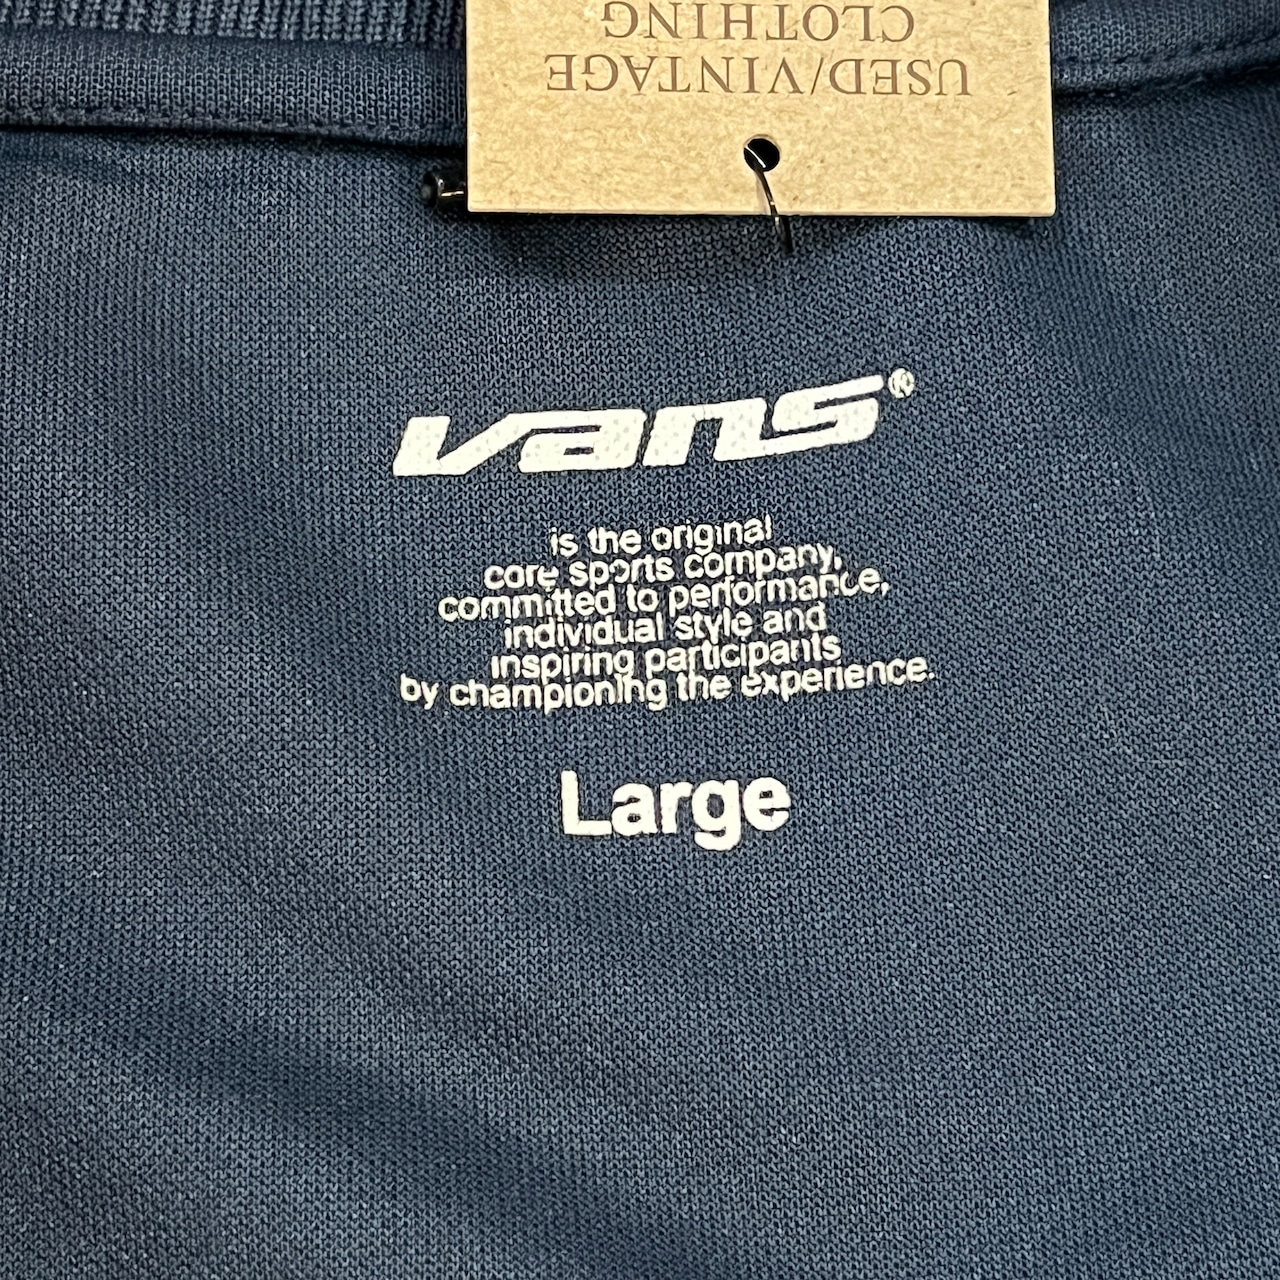 USED/VINTAGE
CLOTHING
vans®
is the original
core sports company,
committed to performance,
individual style and
inspiring participants
by championing the experience.
Large